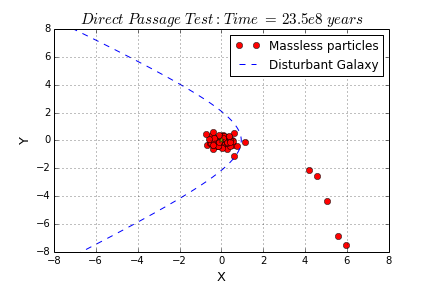 Direct Passage Test: Time = 23.5e8 years
Massless particles
Disturbant Galaxy
Y
8
6
4
2
0
−2
−4
−6
−8
−8 −6 −4 −2 0 2 4 6 8
X